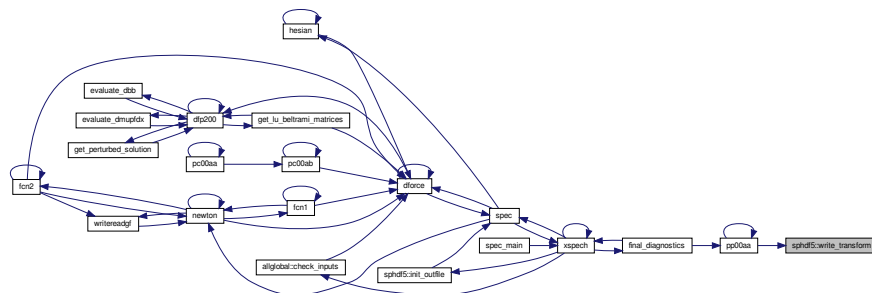 hesian
evaluate_dbb
evaluate_dmupfdx
dfp200
get_lu_beltrami_matrices
get_perturbed_solution
pc00aa
pc00ab
dforce
fcn2
fcn1
newton
writereadgf
spec
spec_main
xspech
final_diagnostics
pp00aa
sphdf5::write_transform
allglobal::check_inputs
sphdf5::init_outfile